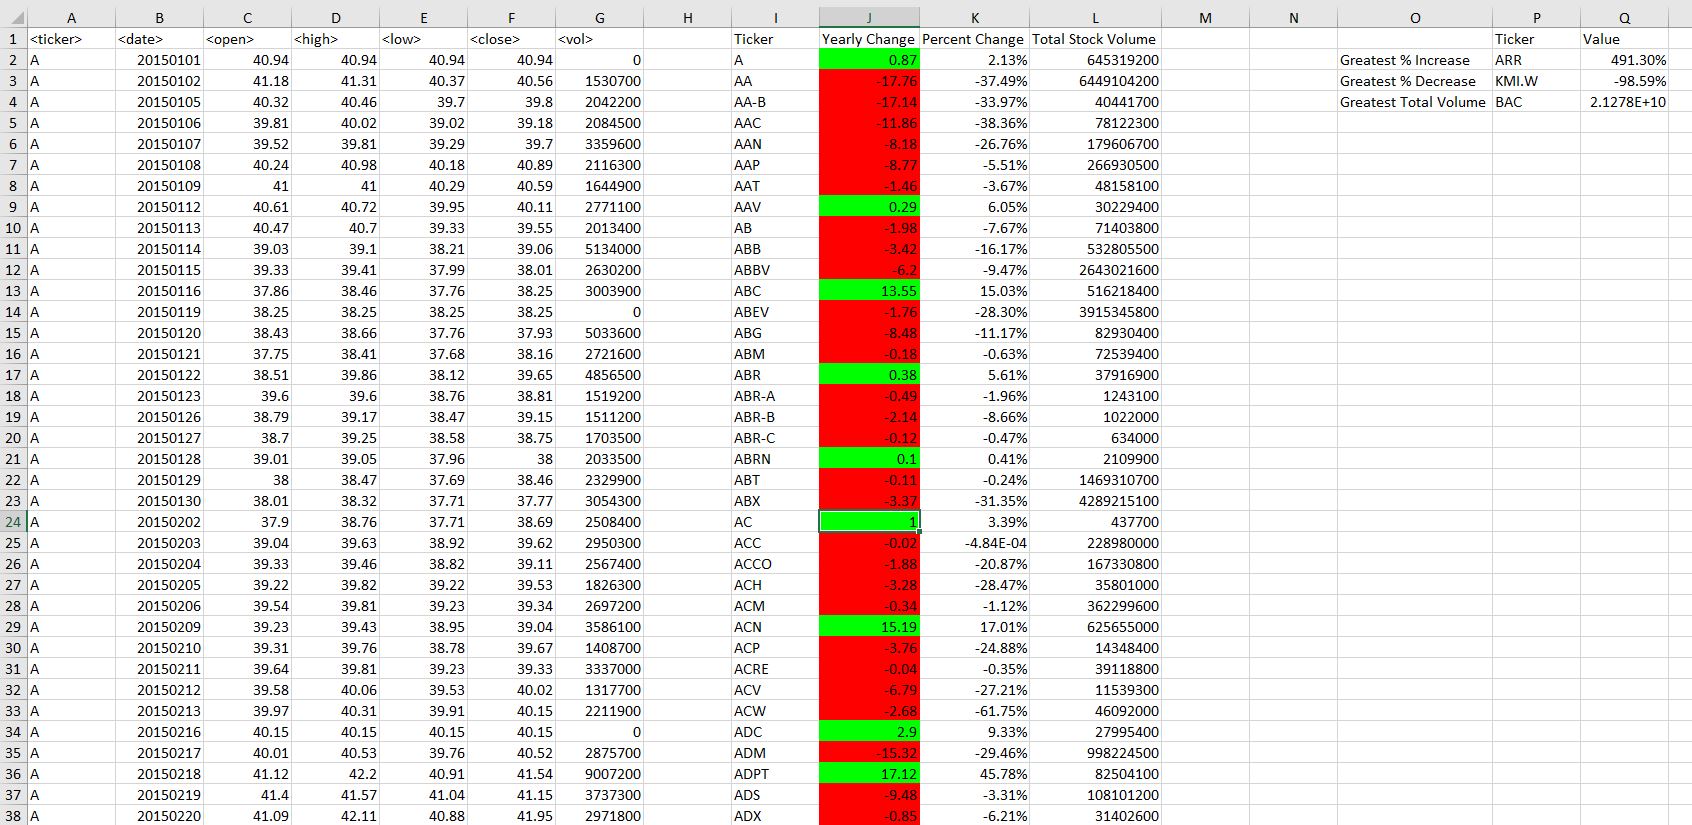 A B C D E F G H I J K L M N O P Q
1 <ticker> <date> <open> <high> <low> <close> <vol> Ticker Yearly Change Percent Change Total Stock Volume Ticker Value
2 A 20150101 40.94 40.94 40.94 40.94 0 A 0.87 2.13% 645319200 Greatest % Increase ARR 491.30%
3 A 20150102 41.18 41.31 40.37 40.56 1530700 AA -17.76 -37.49% 6449104200 Greatest % Decrease KMI.W -98.59%
4 A 20150105 40.32 40.46 39.7 39.8 2042200 AA-B -17.14 -33.97% 40441700 Greatest Total Volume BAC 2.1278E+10
5 A 20150106 39.81 40.02 39.02 39.18 2084500 AAC -11.86 -38.36% 78122300
6 A 20150107 39.52 39.81 39.29 39.7 3359600 AAN -8.18 -26.76% 179606700
7 A 20150108 40.24 40.98 40.18 40.89 2116300 AAP -8.77 -5.51% 266930500
8 A 20150109 41 41 40.29 40.59 1644900 AAT -1.46 -3.67% 48158100
9 A 20150112 40.61 40.72 39.95 40.11 2771100 AAV 0.29 6.05% 30229400
10 A 20150113 40.47 40.7 39.33 39.55 2013400 AB -1.98 -7.67% 71403800
11 A 20150114 39.03 39.1 38.21 39.06 5134000 ABB -3.42 -16.17% 532805500
12 A 20150115 39.33 39.41 37.99 38.01 2630200 ABBV -6.2 -9.47% 2643021600
13 A 20150116 37.86 38.46 37.76 38.25 3003900 ABC 13.55 15.03% 516218400
14 A 20150119 38.25 38.25 38.25 38.25 0 ABEV -1.76 -28.30% 3915345800
15 A 20150120 38.43 38.66 37.76 37.93 5033600 ABG -8.48 -11.17% 82930400
16 A 20150121 37.75 38.41 37.68 38.16 2721600 ABM -0.18 -0.63% 72539400
17 A 20150122 38.51 39.86 38.12 39.65 4856500 ABR 0.38 5.61% 37916900
18 A 20150123 39.6 39.6 38.76 38.81 1519200 ABR-A -0.49 -1.96% 1243100
19 A 20150126 38.79 39.17 38.47 39.15 1511200 ABR-B -2.14 -8.66% 1022000
20 A 20150127 38.7 39.25 38.58 38.75 1703500 ABR-C -0.12 -0.47% 634000
21 A 20150128 39.01 39.05 37.96 38 2033500 ABRN 0.1 0.41% 2109900
22 A 20150129 38 38.47 37.69 38.46 2329900 ABT -0.11 -0.24% 1469310700
23 A 20150130 38.01 38.32 37.71 37.77 3054300 ABX -3.37 -31.35% 4289215100
24 A 20150202 37.9 38.76 37.71 38.69 2508400 AC 1 3.39% 437700
25 A 20150203 39.04 39.63 38.92 39.62 2950300 ACC -0.02 -4.84E-04 228980000
26 A 20150204 39.33 39.46 38.82 39.11 2567400 ACCO -1.88 -20.87% 167330800
27 A 20150205 39.22 39.82 39.22 39.53 1826300 ACH -3.28 -28.47% 35801000
28 A 20150206 39.54 39.81 39.23 39.34 2697200 ACM -0.34 -1.12% 362299600
29 A 20150209 39.23 39.43 38.95 39.04 3586100 ACN 15.19 17.01% 625655000
30 A 20150210 39.31 39.76 38.78 39.67 1408700 ACP -3.76 -24.88% 14348400
31 A 20150211 39.64 39.81 39.23 39.33 3337000 ACRE -0.04 -0.35% 39118800
32 A 20150212 39.58 40.06 39.53 40.02 1317700 ACV -6.79 -27.21% 11539300
33 A 20150213 39.97 40.31 39.91 40.15 2211900 ACW -2.68 -61.75% 46092000
34 A 20150216 40.15 40.15 40.15 40.15 0 ADC 2.9 9.33% 27995400
35 A 20150217 40.01 40.53 39.76 40.52 2875700 ADM -15.32 -29.46% 998224500
36 A 20150218 41.12 42.2 40.91 41.54 9007200 ADPT 17.12 45.78% 82504100
37 A 20150219 41.4 41.57 41.04 41.15 3737300 ADS -9.48 -3.31% 108101200
38 A 20150220 41.09 42.11 40.88 41.95 2971800 ADX -0.85 -6.21% 31402600